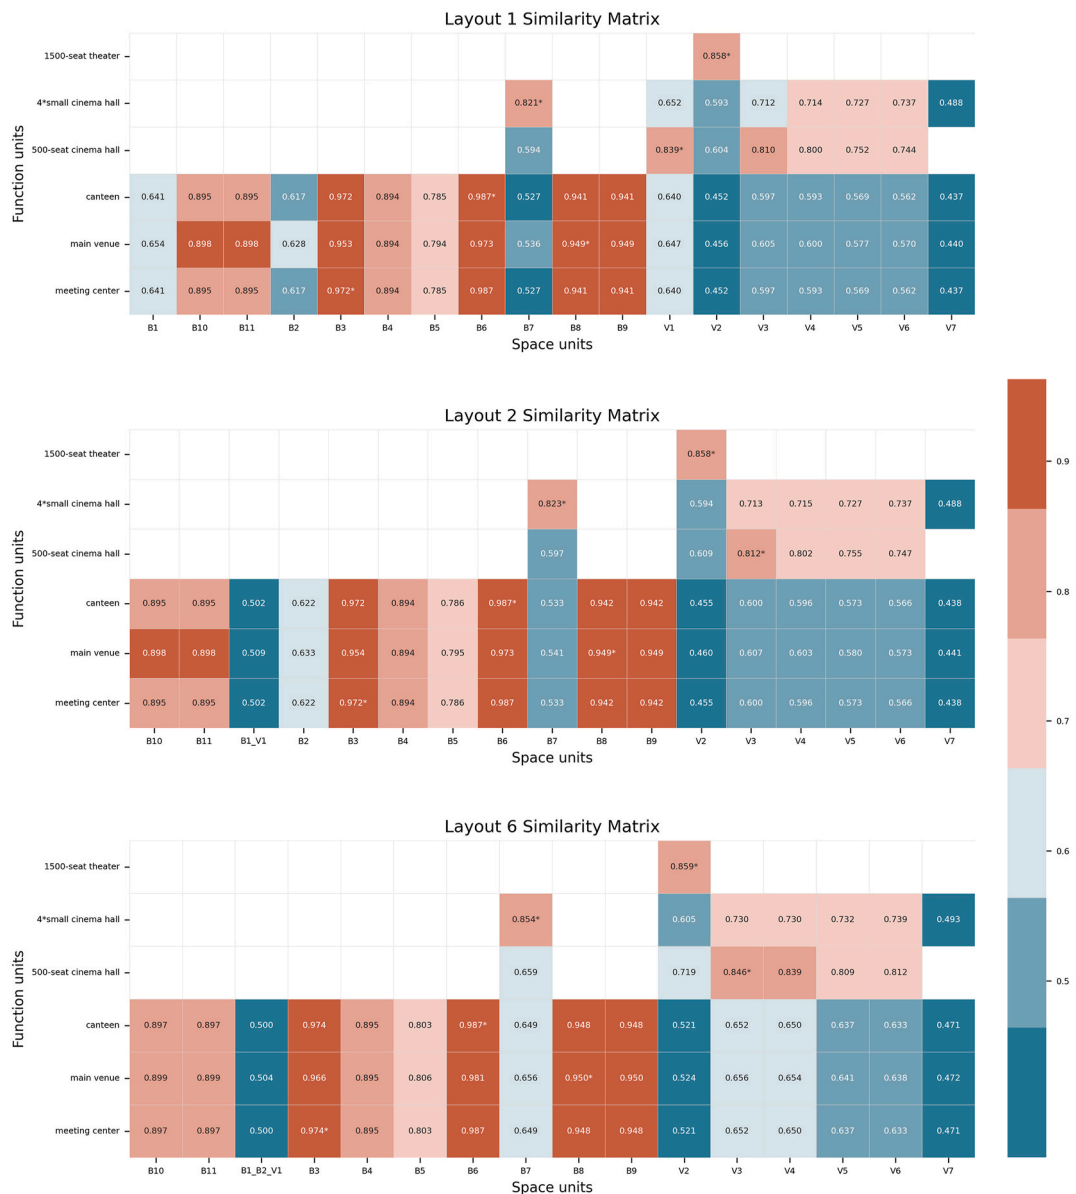 Layout 1 Similarity Matrix
1500-seat theater 0.858*
4*small cinema hall 0.821* 0.652 0.593 0.712 0.714 0.727 0.737 0.488
500-seat cinema hall 0.594 0.839* 0.604 0.810 0.800 0.752 0.744
canteen 0.641 0.895 0.895 0.617 0.972 0.894 0.785 0.987* 0.527 0.941 0.941 0.640 0.452 0.597 0.593 0.569 0.562 0.437
main venue 0.654 0.898 0.898 0.628 0.953 0.894 0.794 0.973 0.536 0.949* 0.949 0.647 0.456 0.605 0.600 0.577 0.570 0.440
meeting center 0.641 0.895 0.895 0.617 0.972* 0.894 0.785 0.987 0.527 0.941 0.941 0.640 0.452 0.597 0.593 0.569 0.562 0.437
Function units
B1 B10 B11 B2 B3 B4 B5 B6 B7 B8 B9 V1 V2 V3 V4 V5 V6 V7
Space units
Layout 2 Similarity Matrix
1500-seat theater 0.858*
4*small cinema hall 0.823* 0.594 0.713 0.715 0.727 0.737 0.488
500-seat cinema hall 0.597 0.609 0.812* 0.802 0.755 0.747
canteen 0.895 0.895 0.502 0.622 0.972 0.894 0.786 0.987* 0.533 0.942 0.942 0.455 0.600 0.596 0.573 0.566 0.438
main venue 0.898 0.898 0.509 0.633 0.954 0.894 0.795 0.973 0.541 0.949* 0.949 0.460 0.607 0.603 0.580 0.573 0.441
meeting center 0.895 0.895 0.502 0.622 0.972* 0.894 0.786 0.987 0.533 0.942 0.942 0.455 0.600 0.596 0.573 0.566 0.438
Function units
B10 B11 B1_V1 B2 B3 B4 B5 B6 B7 B8 B9 V2 V3 V4 V5 V6 V7
Space units
Layout 6 Similarity Matrix
1500-seat theater 0.859*
4*small cinema hall 0.854* 0.605 0.730 0.730 0.732 0.739 0.493
500-seat cinema hall 0.659 0.719 0.846* 0.839 0.809 0.812
canteen 0.897 0.897 0.500 0.974 0.895 0.803 0.987* 0.649 0.948 0.948 0.521 0.652 0.650 0.637 0.633 0.471
main venue 0.899 0.899 0.504 0.966 0.895 0.806 0.981 0.656 0.950* 0.950 0.524 0.656 0.654 0.641 0.638 0.472
meeting center 0.897 0.897 0.500 0.974* 0.895 0.803 0.987 0.649 0.948 0.948 0.521 0.652 0.650 0.637 0.633 0.471
Function units
B10 B11 B1_B2_V1 B3 B4 B5 B6 B7 B8 B9 V2 V3 V4 V5 V6 V7
Space units
0.9
0.8
0.7
0.6
0.5